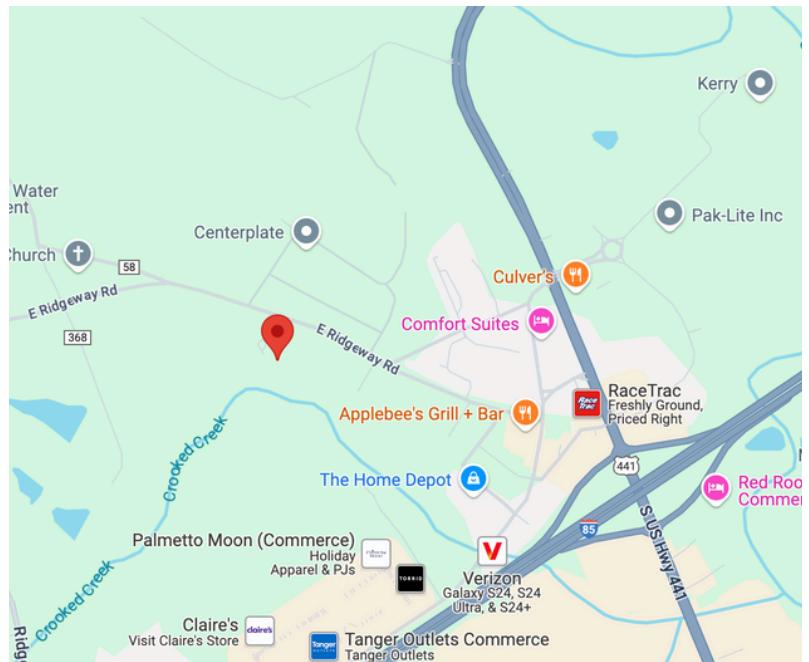 Kerry
Water
ent
Church
58
Centerplate
Pak-Lite Inc
Culver's
E Ridgeway Rd
368
E Ridgeway Rd
Comfort Suites
RaceTrac
RaceTrac
Freshly Ground,
Priced Right
Applebee's Grill + Bar
Crooked Creek
441
The Home Depot
Red Roo
Commer
85
S US Hwy 441
Palmetto Moon (Commerce)
Holiday
Apparel & PJs
TORRID
Verizon
Galaxy S24, S24
Ultra, & S24+
Crooked Creek
Claire's
Visit Claire's Store
claire's
Tanger Outlets Commerce
Tanger Outlets
Tanger
Ridg